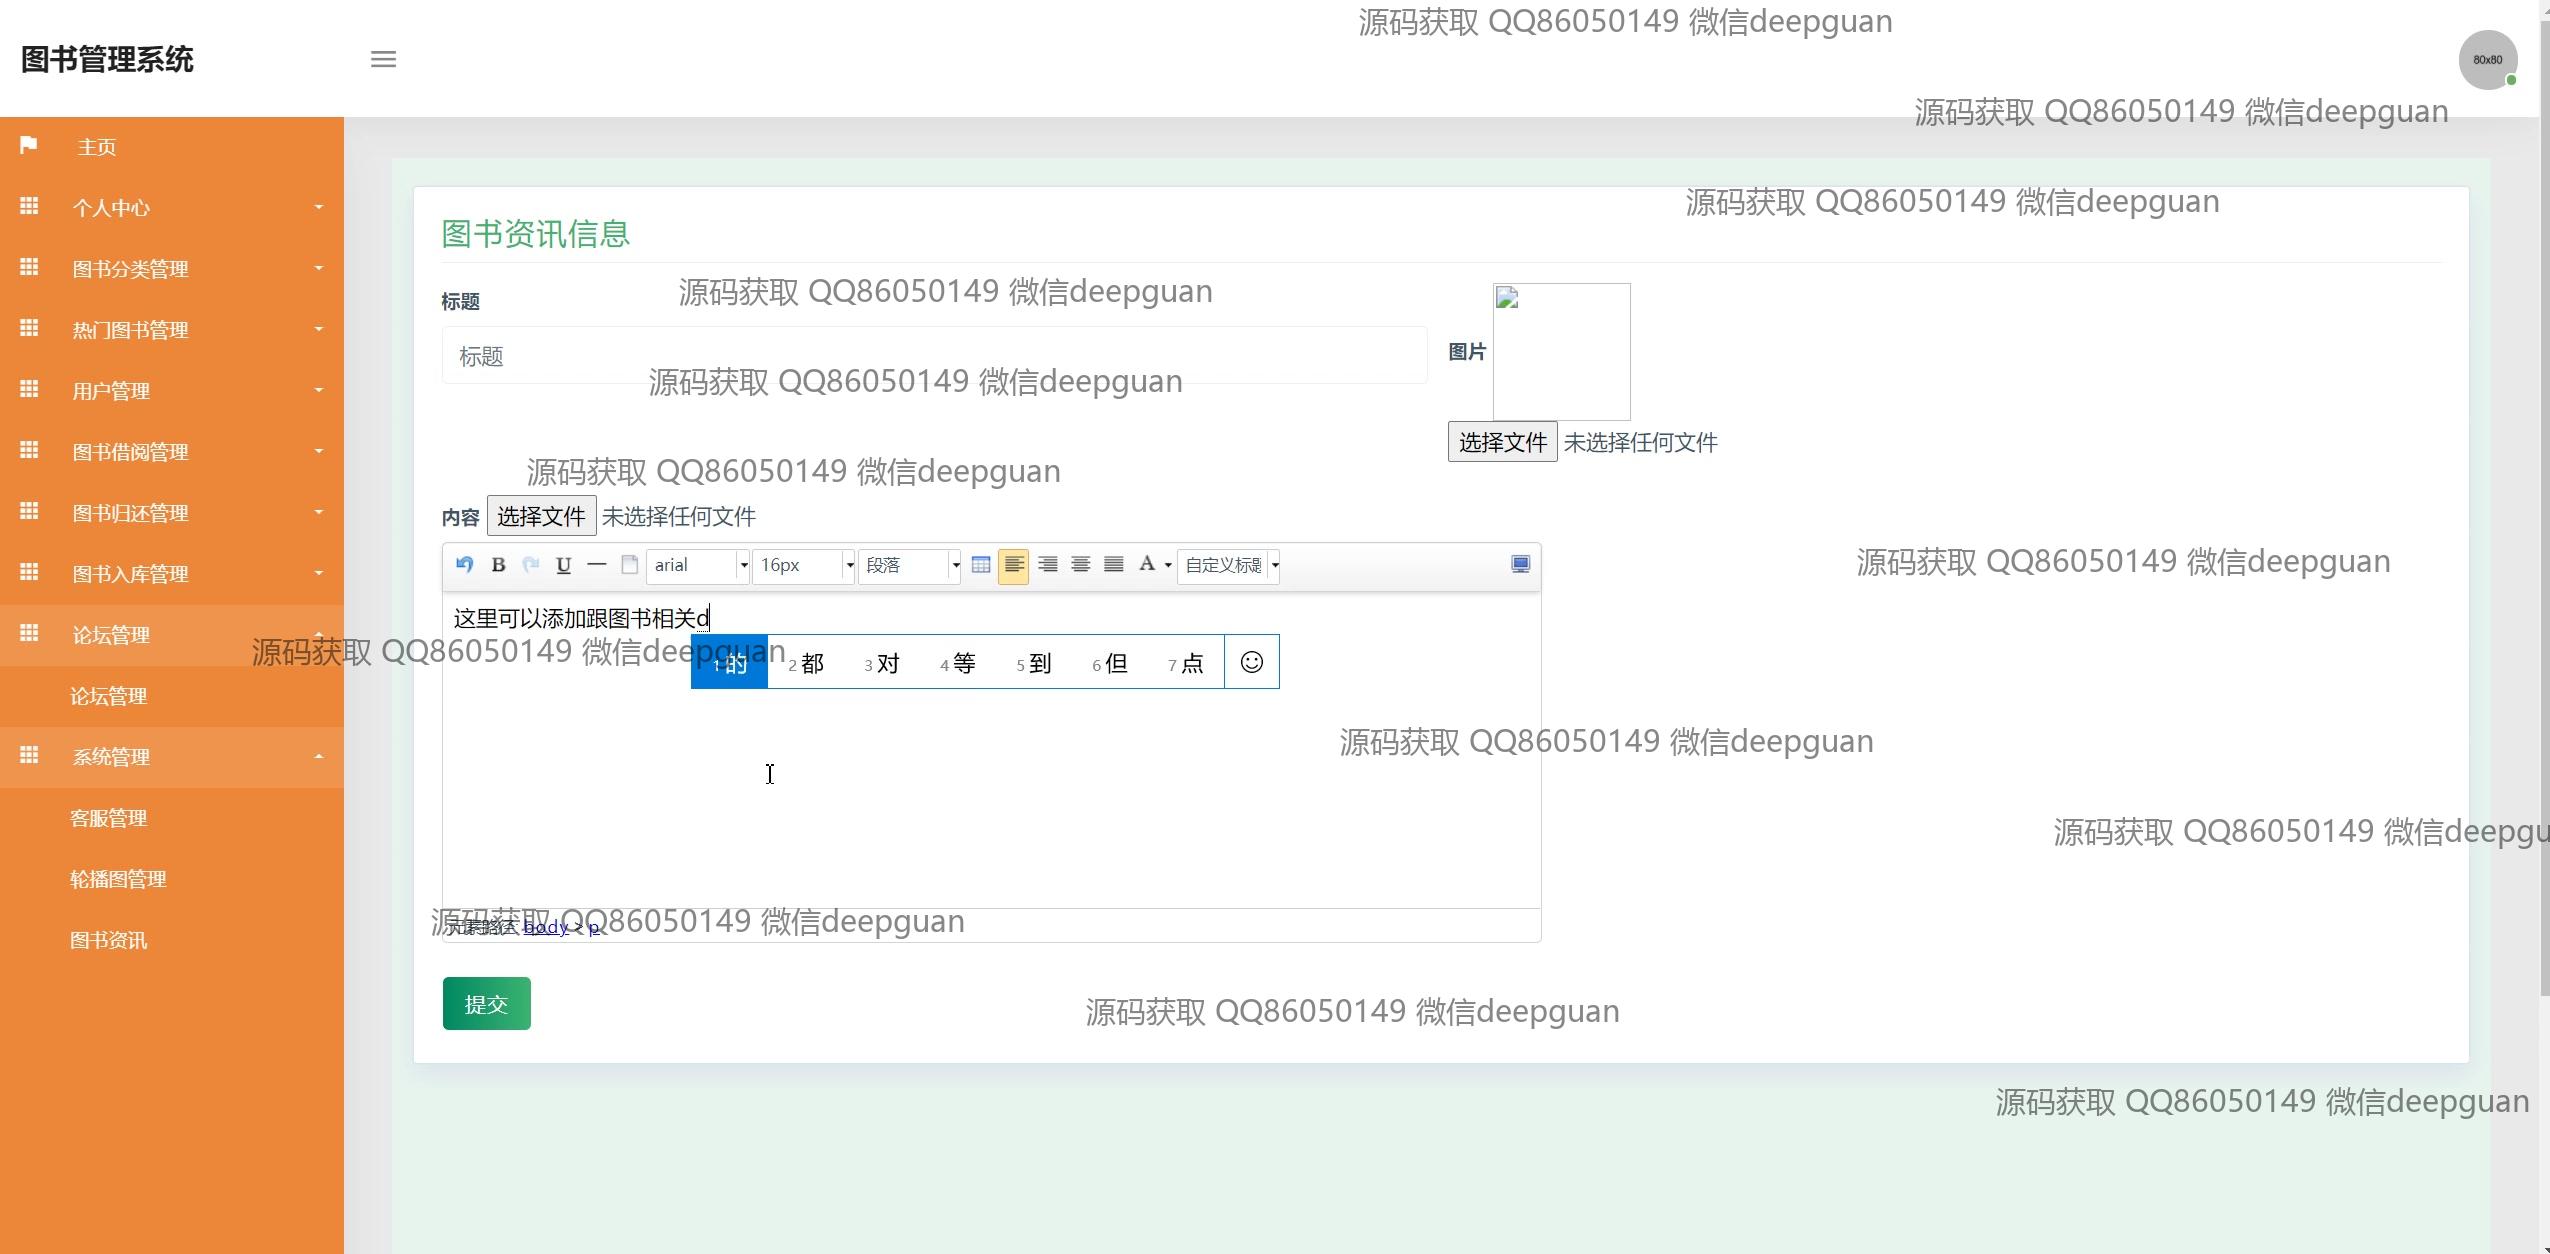 源码获取 QQ86050149 微信deepguan
图书管理系统
80x80
源码获取 QQ86050149 微信deepguan
主页
个人中心
源码获取 QQ86050149 微信deepguan
图书资讯信息
图书分类管理
源码获取 QQ86050149 微信deepguan
标题
热门图书管理
标题
图片
源码获取 QQ86050149 微信deepguan
用户管理
选择文件 未选择任何文件
图书借阅管理
源码获取 QQ86050149 微信deepguan
图书归还管理
内容 选择文件 未选择任何文件
B U arial 16px 段落 A 自定义标题
源码获取 QQ86050149 微信deepguan
图书入库管理
这里可以添加跟图书相关d
论坛管理
源码获取 QQ86050149 微信deepguan
1 的 2 都 3 对 4 等 5 到 6 但 7 点
论坛管理
源码获取 QQ86050149 微信deepguan
系统管理
客服管理
源码获取 QQ86050149 微信deepgu
轮播图管理
源码获取 QQ86050149 微信deepguan
元素路径: body > p
图书资讯
提交
源码获取 QQ86050149 微信deepguan
源码获取 QQ86050149 微信deepguan